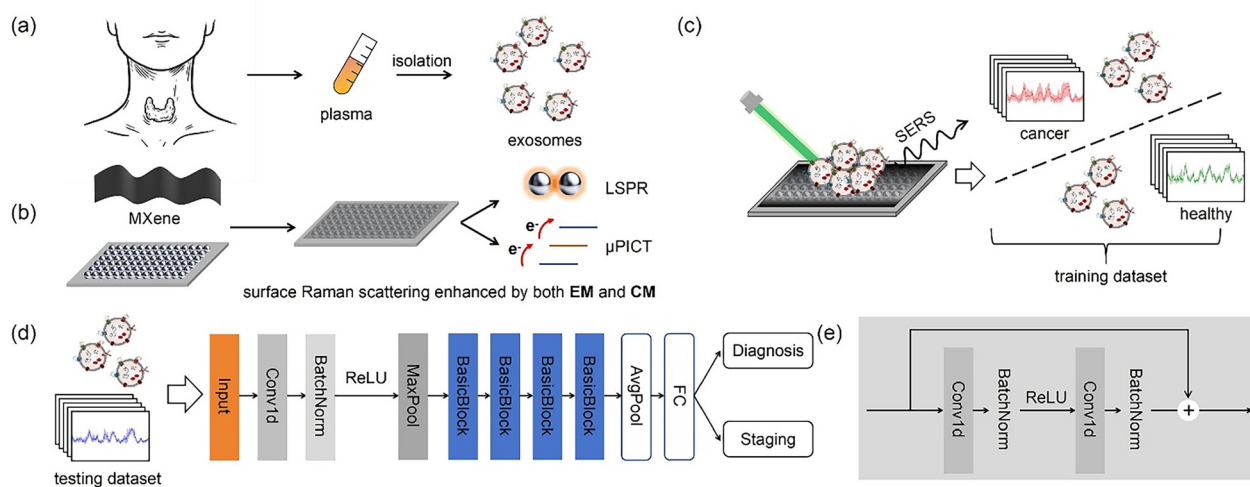 (a)
isolation
plasma
exosomes
MXene
(b)
LSPR
e-
e-
μPICT
surface Raman scattering enhanced by both EM and CM
(c)
SERS
cancer
healthy
training dataset
(d)
testing dataset
Input
Conv1d
BatchNorm
ReLU
MaxPool
BasicBlock
BasicBlock
BasicBlock
BasicBlock
AvgPool
FC
Diagnosis
Staging
(e)
Conv1d
BatchNorm
ReLU
Conv1d
BatchNorm
+